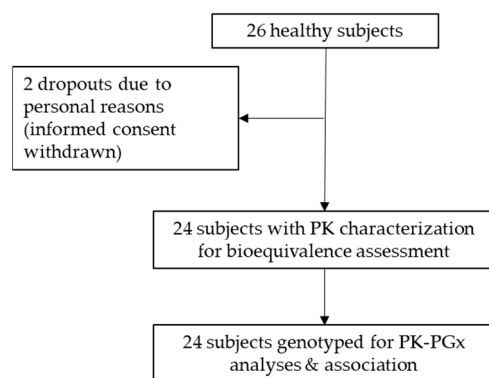 26 healthy subjects
2 dropouts due to
personal reasons
(informed consent
withdrawn)
24 subjects with PK characterization
for bioequivalence assessment
24 subjects genotyped for PK-PGx
analyses & association